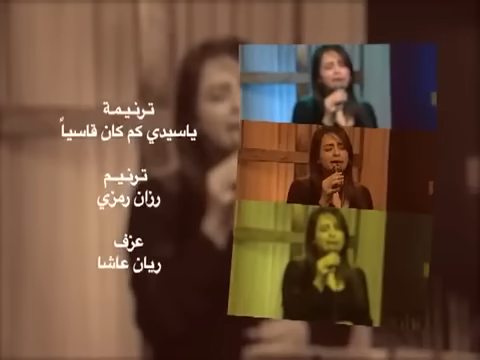 ترنيمة
ياسيدي كم كان قاسياً
ترنيم
رزان رمزي
عزف
ريان عاشا